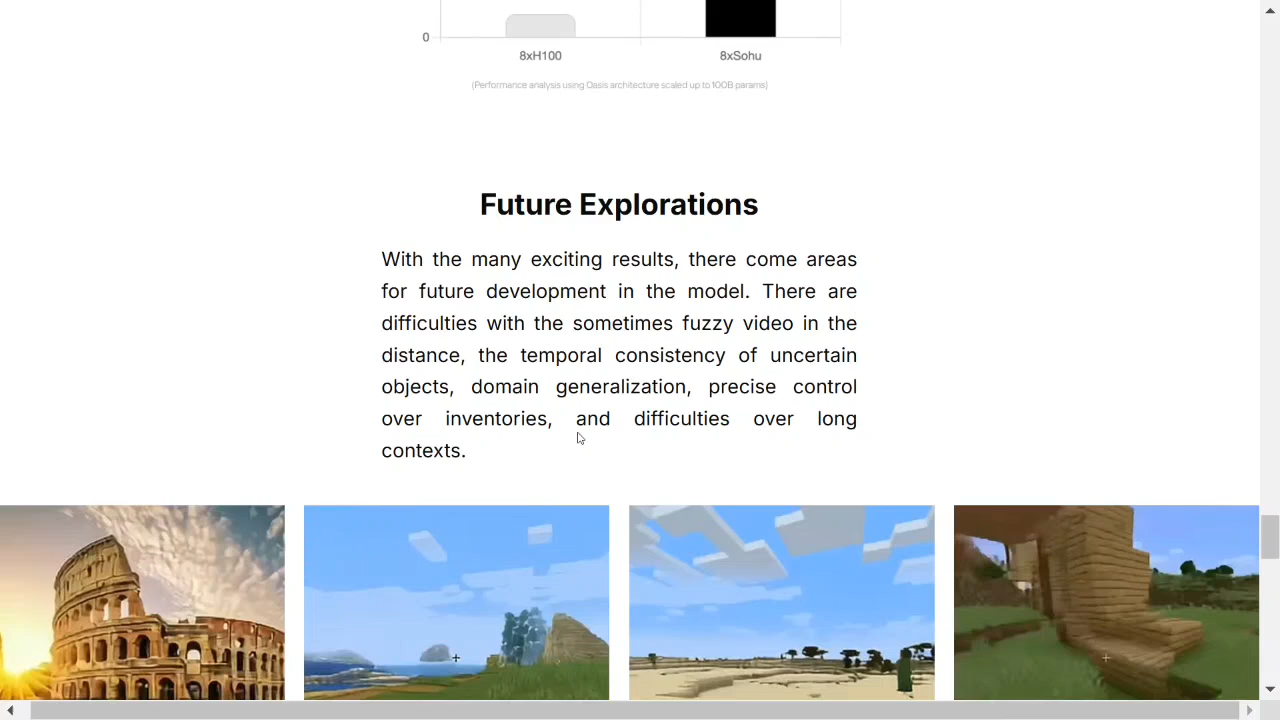 0
8xH100
8xSohu
(Performance analysis using Oasis architecture scaled up to 100B params)
Future Explorations
With the many exciting results, there come areas
for future development in the model. There are
difficulties with the sometimes fuzzy video in the
distance, the temporal consistency of uncertain
objects, domain generalization, precise control
over inventories, and difficulties over long
contexts.